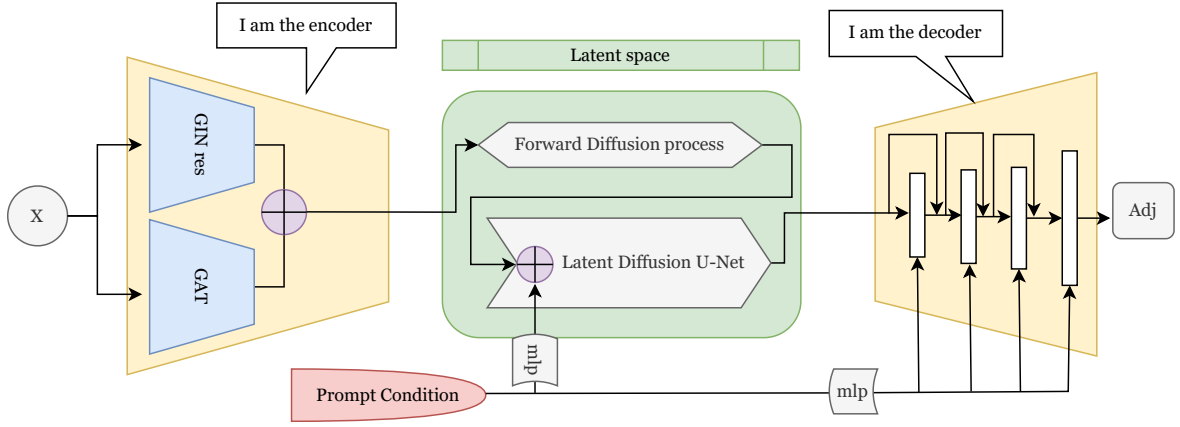 I am the encoder
Latent space
I am the decoder
GIN res
Forward Diffusion process
X
Adj
GAT
Latent Diffusion U-Net
mlp
Prompt Condition
mlp